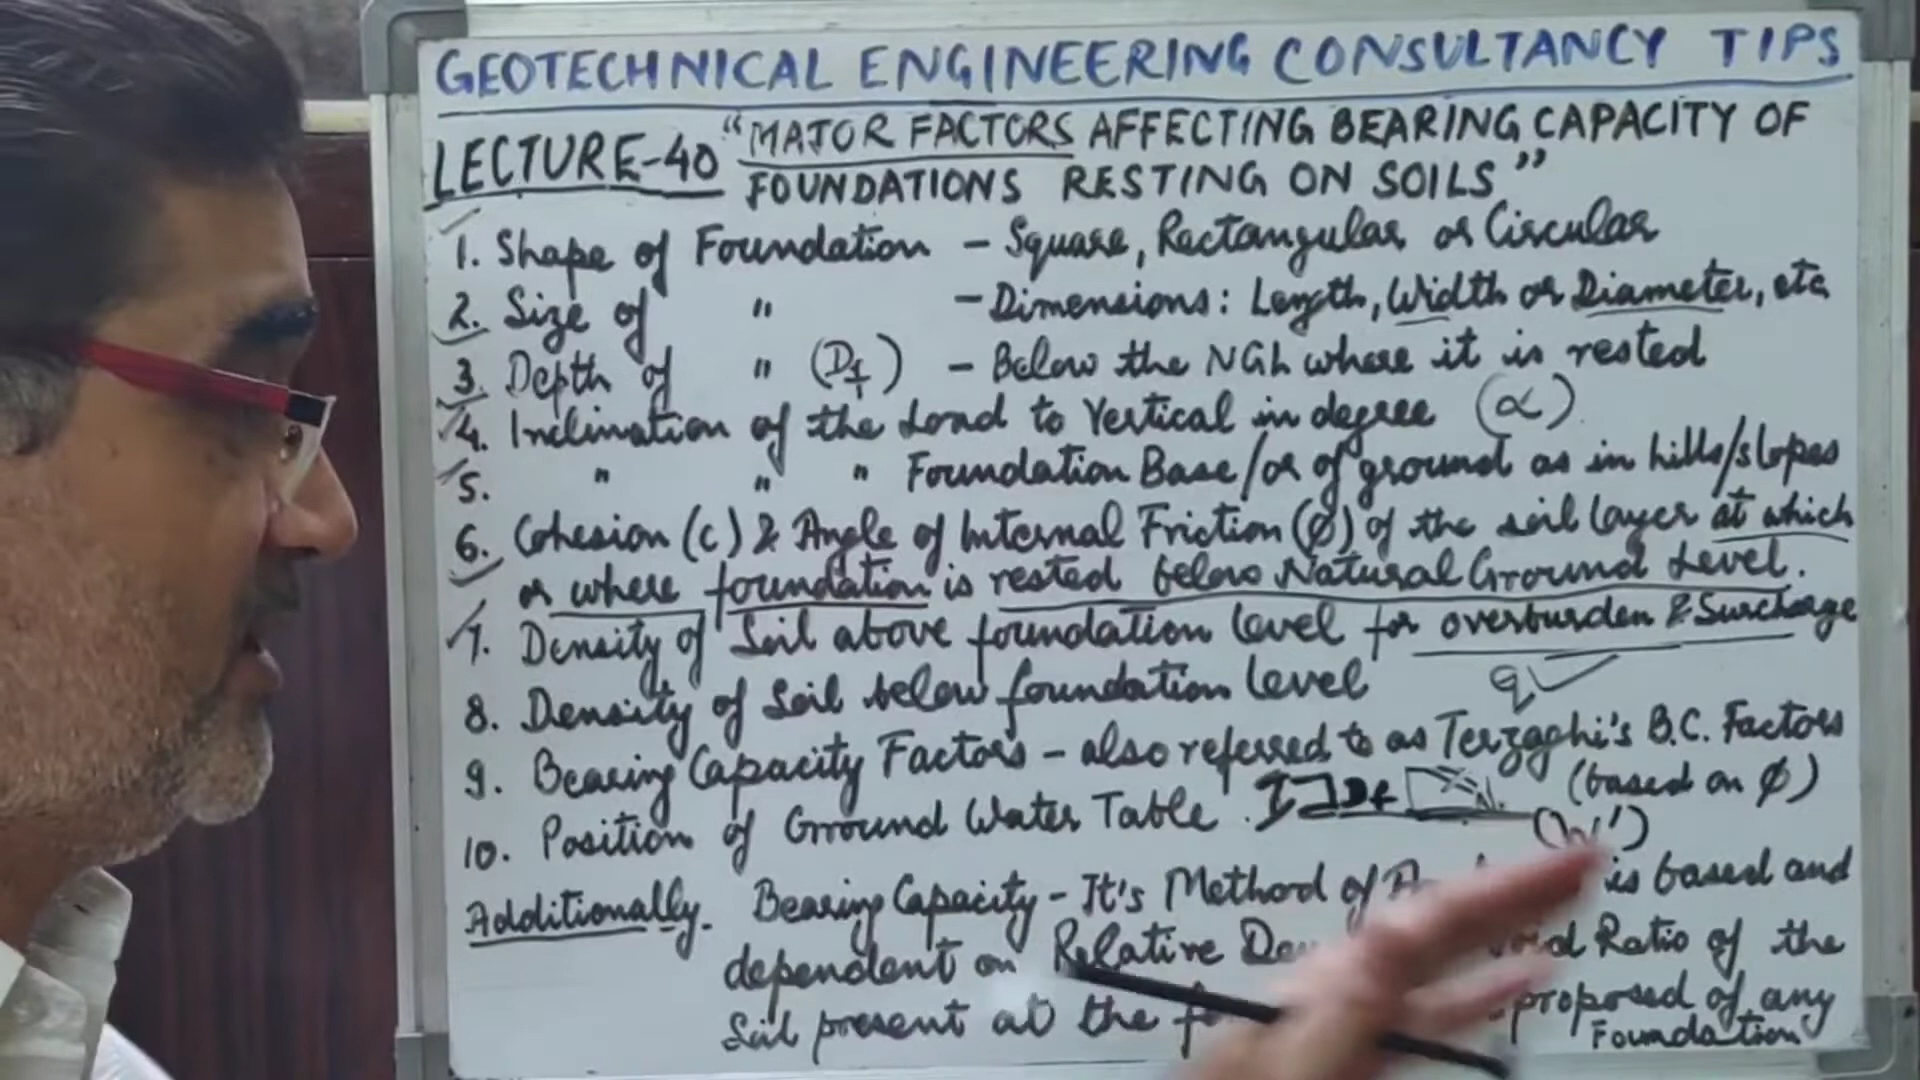 GEOTECHNICAL ENGINEERING CONSULTANCY TIPS
LECTURE-40 "MAJOR FACTORS AFFECTING BEARING CAPACITY OF
FOUNDATIONS RESTING ON SOILS"
1. Shape of Foundation - Square, Rectangular or Circular
2. Size of " - Dimensions: Length, Width or Diameter, etc
3. Depth of " (Df) - Below the NGL where it is rested
4. Inclination of the Load to Vertical in degree (α)
5. " " " Foundation Base/or of ground as in hills/slopes
6. Cohesion (c) & Angle of Internal Friction (Ø) of the soil layer at which
or where foundation is rested below Natural Ground Level.
7. Density of Soil above foundation level for overburden & Surcharge
q
8. Density of Soil below foundation level
9. Bearing Capacity Factors - also referred to as Terzaghi's B.C. Factors
(based on Ø)
10. Position of Ground Water Table. Df (W')
Additionally. Bearing Capacity - It's Method of is based and
dependent on Relative Ratio of the
Soil present at the proposed of any
Foundation